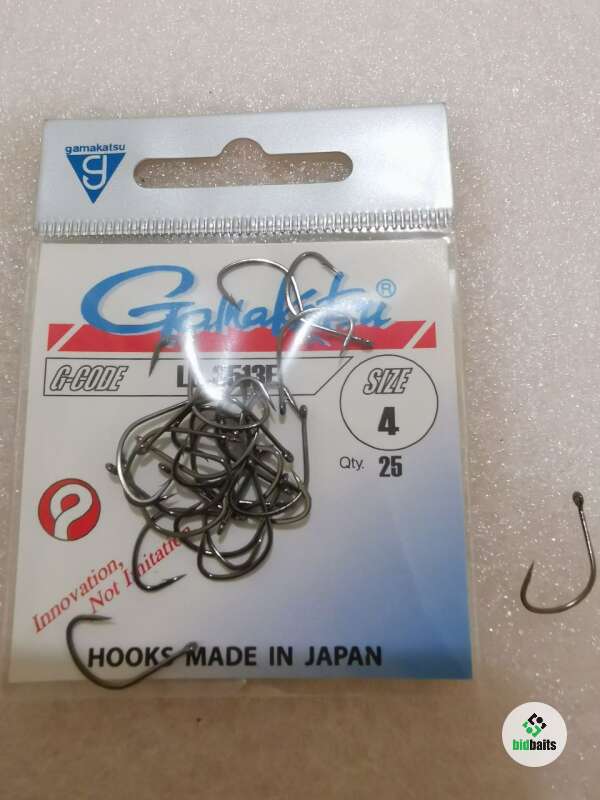 gamakatsu
g
Gamakatsu®
G-CODE
SIZE
4
Qty. 25
Innovation,
Not Imitation
HOOKS MADE IN JAPAN
bidbaits